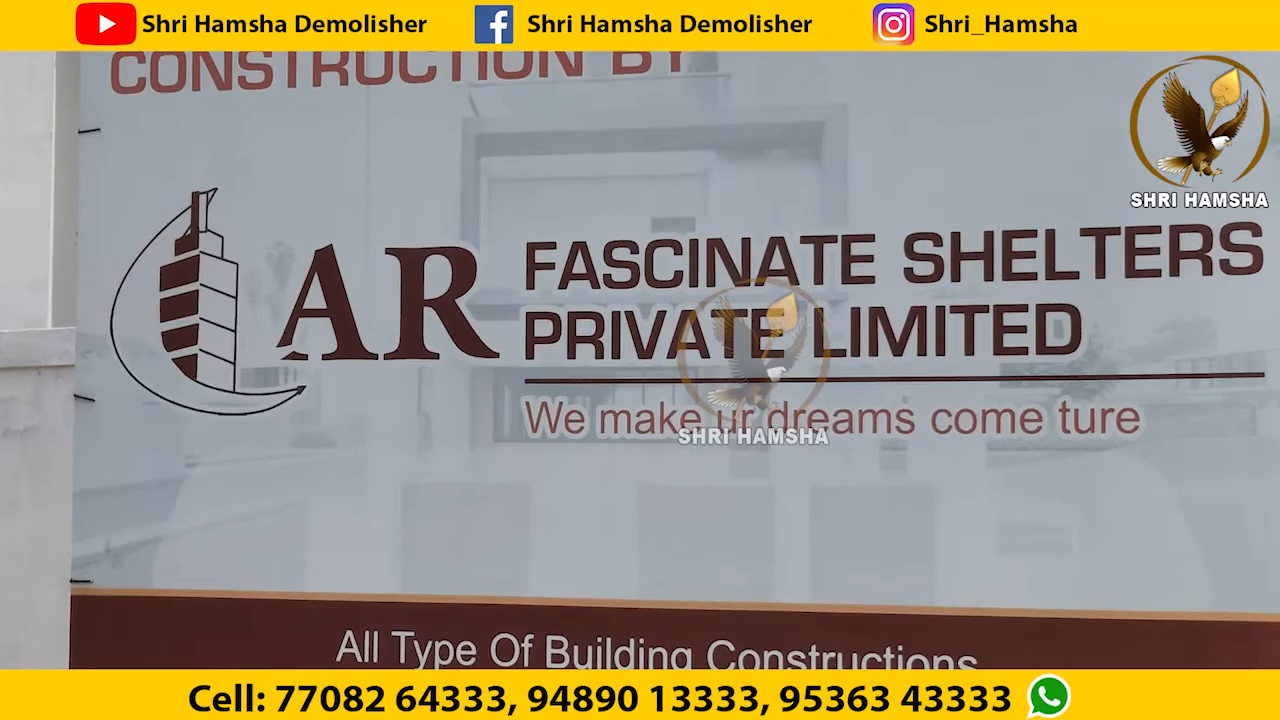 Shri Hamsha Demolisher Shri Hamsha Demolisher Shri_Hamsha
CONSTRUCTION BY
SHRI HAMSHA
AR FASCINATE SHELTERS
PRIVATE LIMITED
We make ur dreams come ture
SHRI HAMSHA
All Type Of Building Constructions
Cell: 77082 64333, 94890 13333, 95363 43333